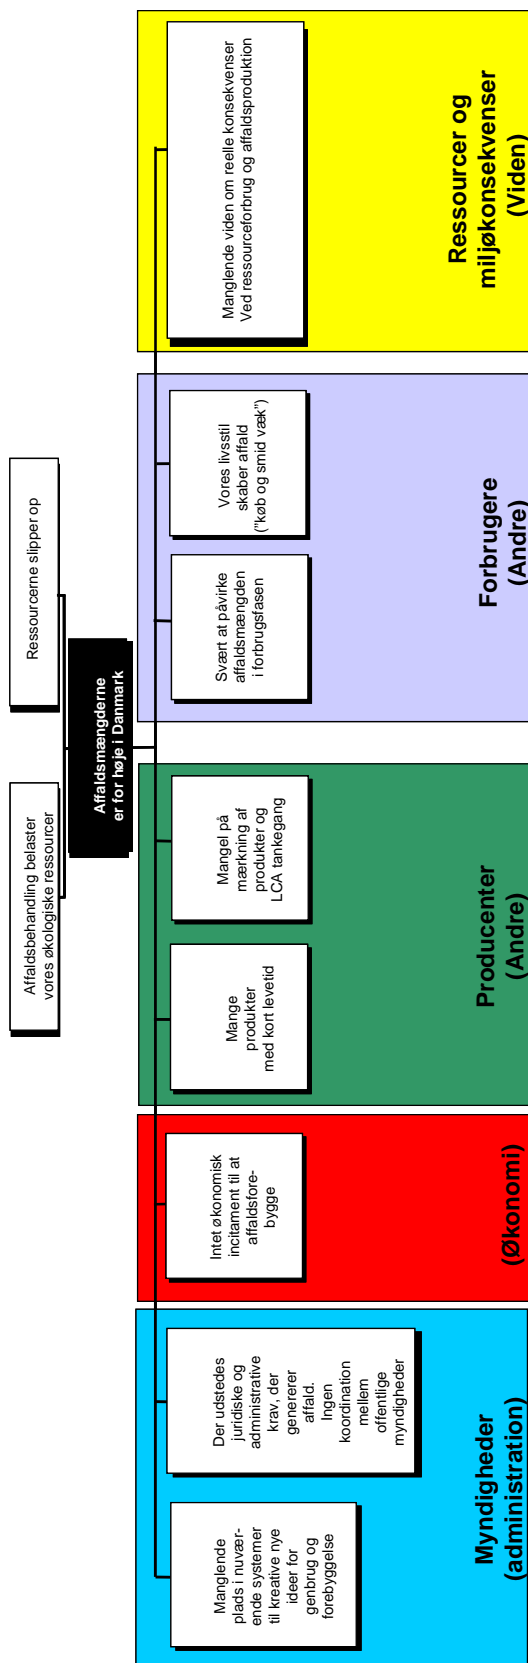 Affaldsbehandling belaster
vores økologiske ressourcer
Ressourcerne slipper op
Affaldsmængderne
er for høje i Danmark
Manglende
plads i nuvær-
ende systemer
til kreative nye
ideer for
genbrug og
forebyggelse
Der udstedes
juridiske og
administrative
krav, der
genererer
affald.
Ingen
koordination
mellem
offentlige
myndigheder
Myndigheder
(administration)
Intet økonomisk
incitament til at
affaldsfore-
bygge
(Økonomi)
Mange
produkter
med kort levetid
Mangel på
mærkning af
produkter og
LCA tankegang
Producenter
(Andre)
Svært at påvirke
affaldsmængden
i forbrugsfasen
Vores livsstil
skaber affald
("køb og smid væk")
Forbrugere
(Andre)
Manglende viden om reelle konsekvenser
Ved ressourceforbrug og affaldsproduktion
Ressourcer og
miljøkonsekvenser
(Viden)